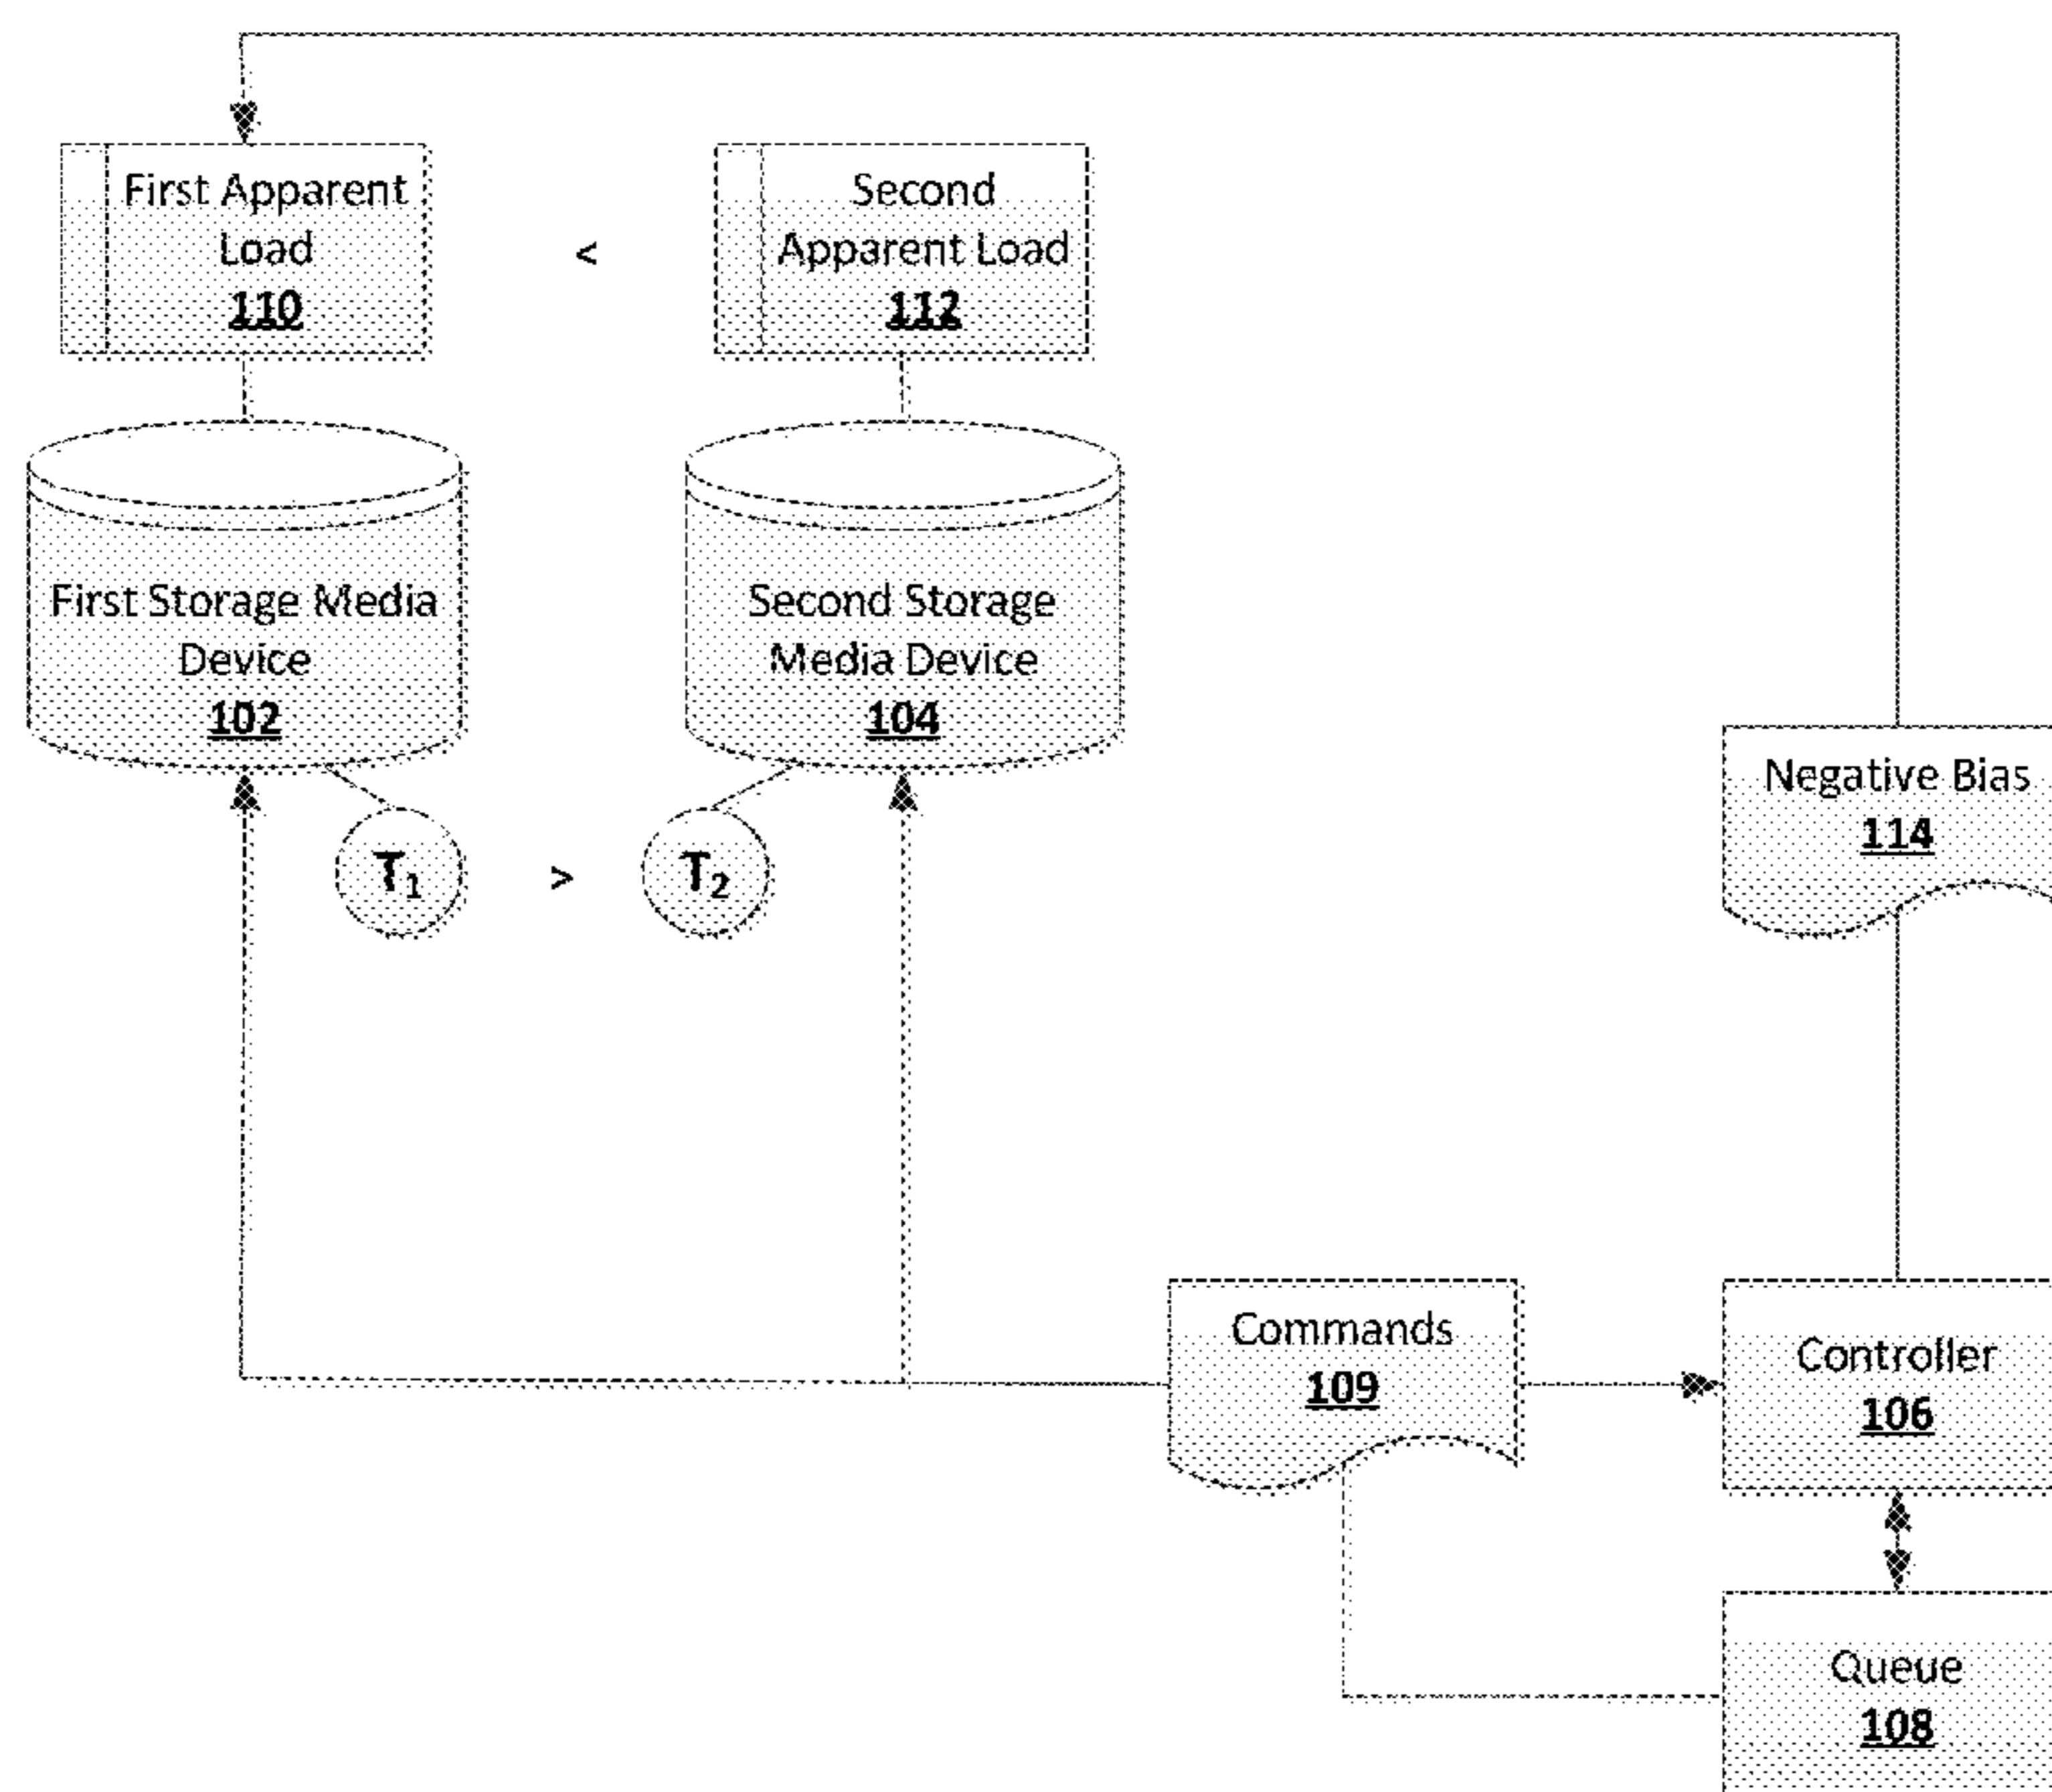 First Apparent
Load
110
<
Second
Apparent Load
112
First Storage Media
Device
102
Second Storage
Media Device
104
Negative Bias
114
T₁
>
T₂
Commands
109
Controller
106
Queue
108